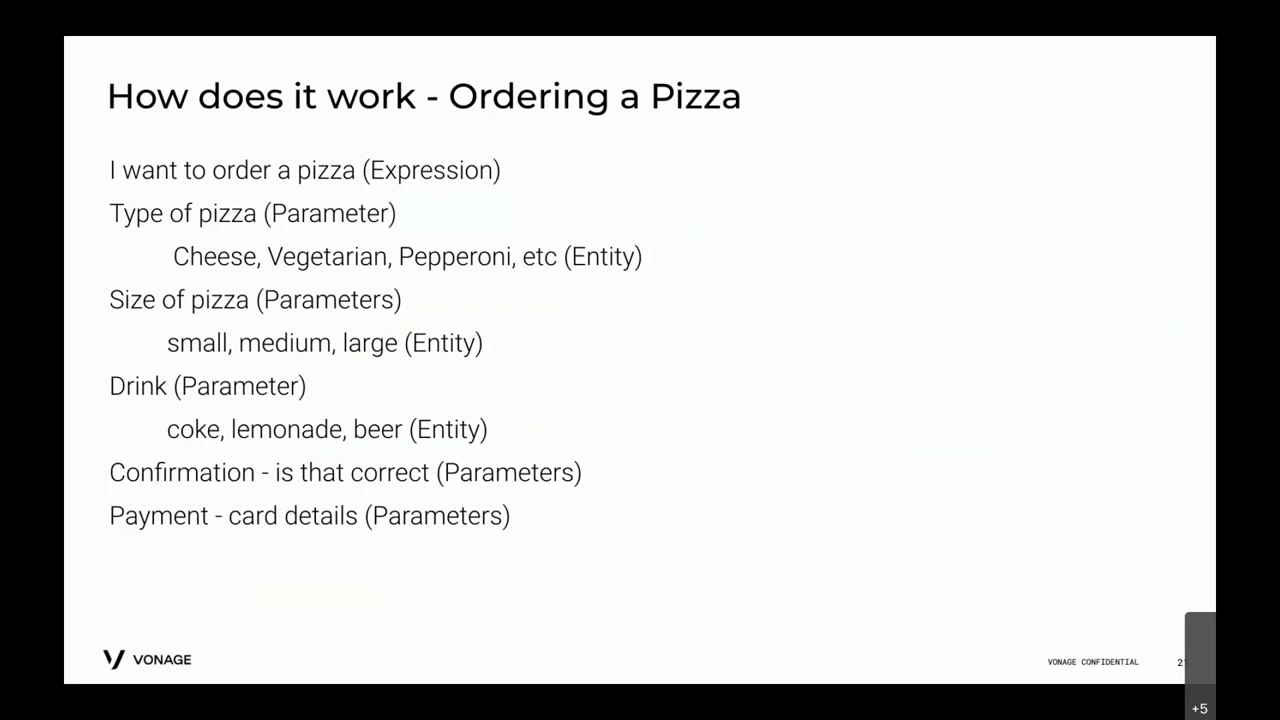 How does it work - Ordering a Pizza
I want to order a pizza (Expression)
Type of pizza (Parameter)
Cheese, Vegetarian, Pepperoni, etc (Entity)
Size of pizza (Parameters)
small, medium, large (Entity)
Drink (Parameter)
coke, lemonade, beer (Entity)
Confirmation - is that correct (Parameters)
Payment - card details (Parameters)
VONAGE
VONAGE CONFIDENTIAL
+5